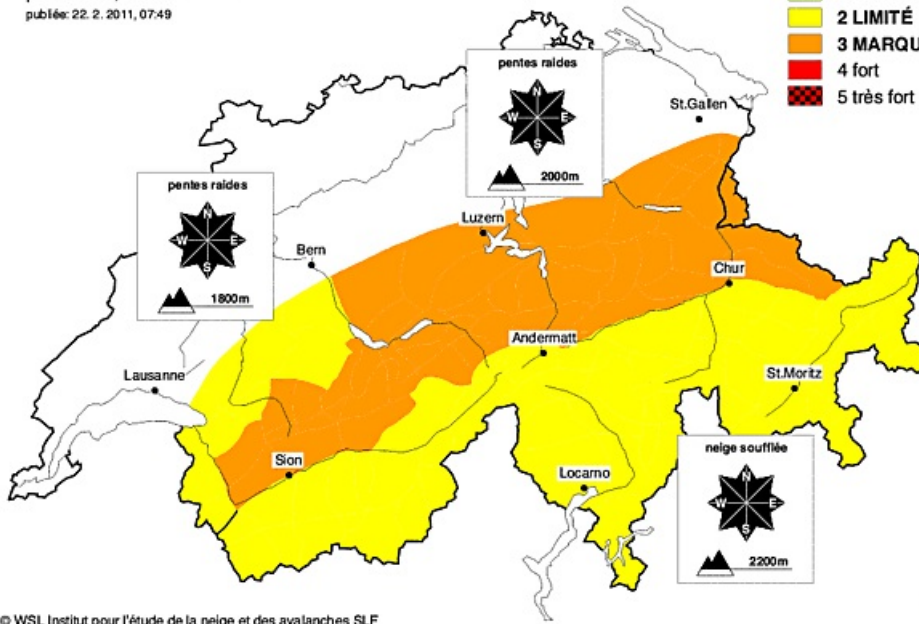 publiée: 22. 2. 2011, 07:49
2 LIMITÉ
3 MARQU
4 fort
5 très fort
pentes raides
N
W E
S
2000m
St.Gallen
pentes raides
N
W E
S
1800m
Luzern
Bern
Chur
Andermatt
Lausanne
St.Moritz
Sion
Locarno
neige soufflée
N
W E
S
2200m
© WSL Institut pour l'étude de la neige et des avalanches SLF